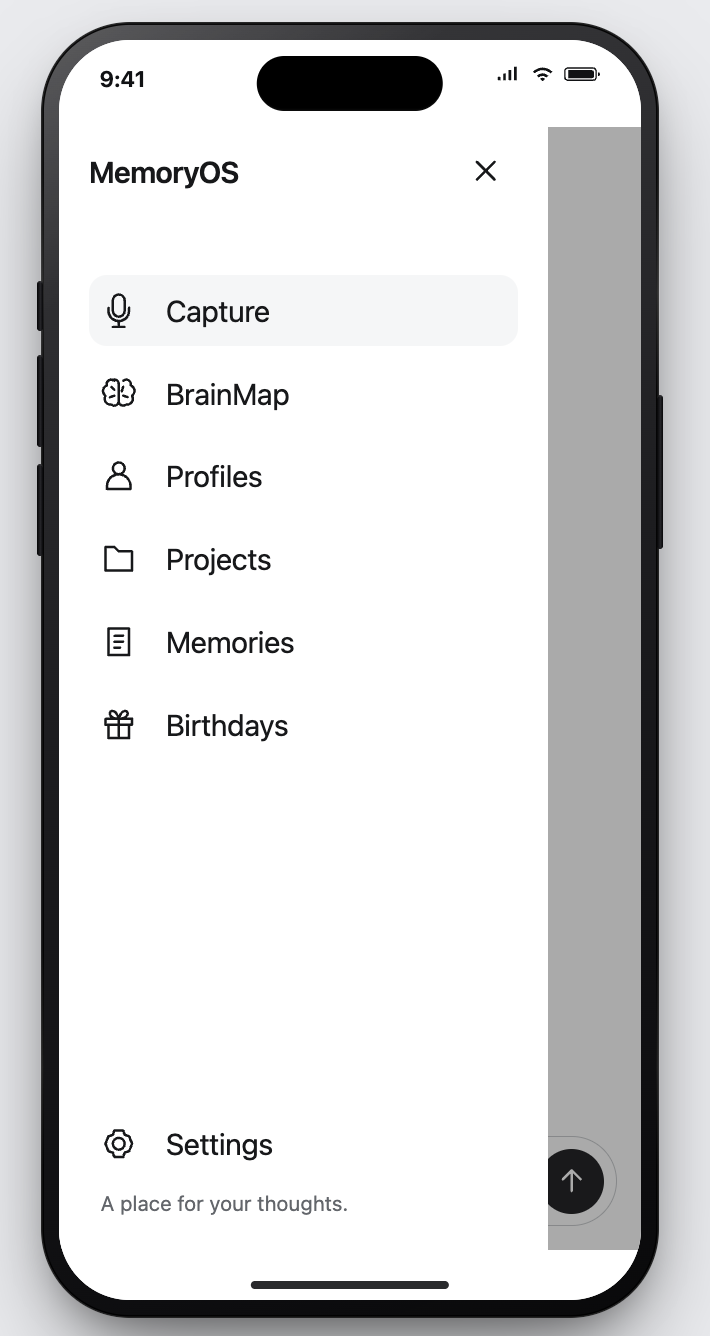 9:41
MemoryOS
Capture
BrainMap
Profiles
Projects
Memories
Birthdays
Settings
A place for your thoughts.